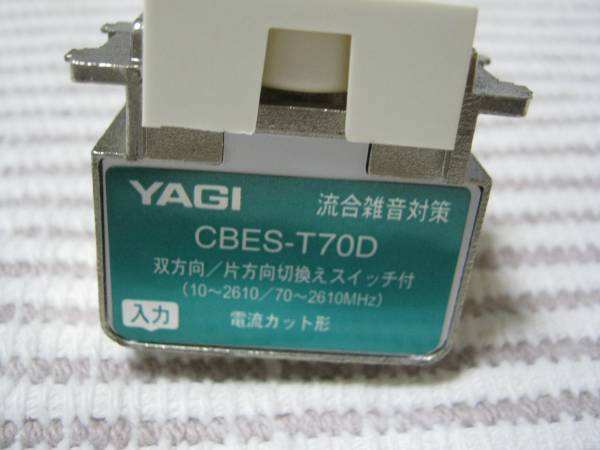 YAGI 流合雑音対策
CBES-T70D
双方向／片方向切換えスイッチ付
(10～2610／70～2610MHz)
入力 電流カット形